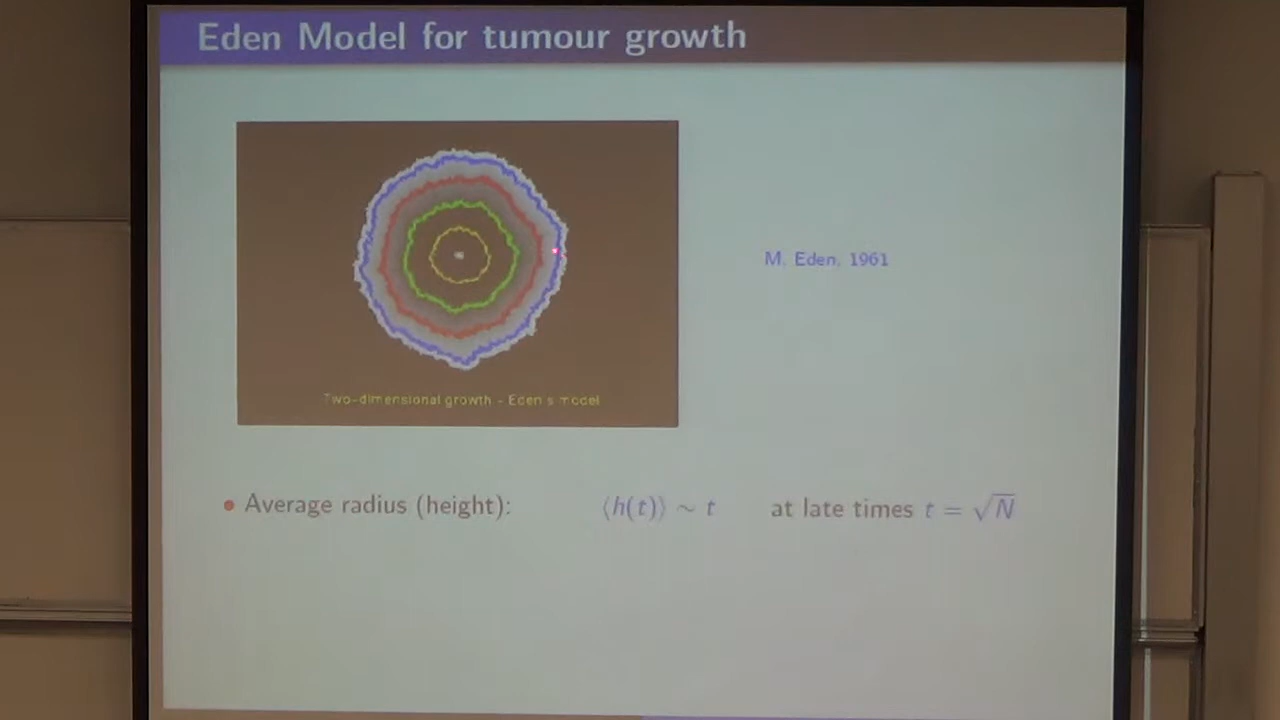 Eden Model for tumour growth
M. Eden, 1961
Two-dimensional growth - Eden's model
• Average radius (height): ⟨h(t)⟩ ∼ t at late times t = √N